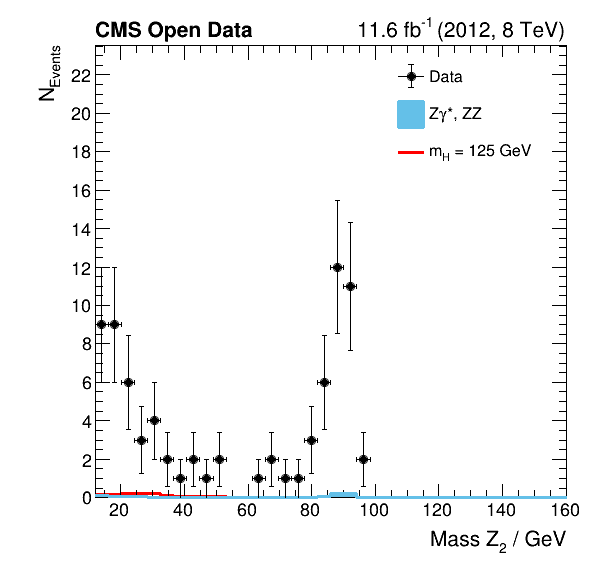 CMS Open Data 11.6 fb⁻¹ (2012, 8 TeV)
N_Events
Data
Zγ*, ZZ
m_H = 125 GeV
22
20
18
16
14
12
10
8
6
4
2
0
20 40 60 80 100 120 140 160
Mass Z₂ / GeV